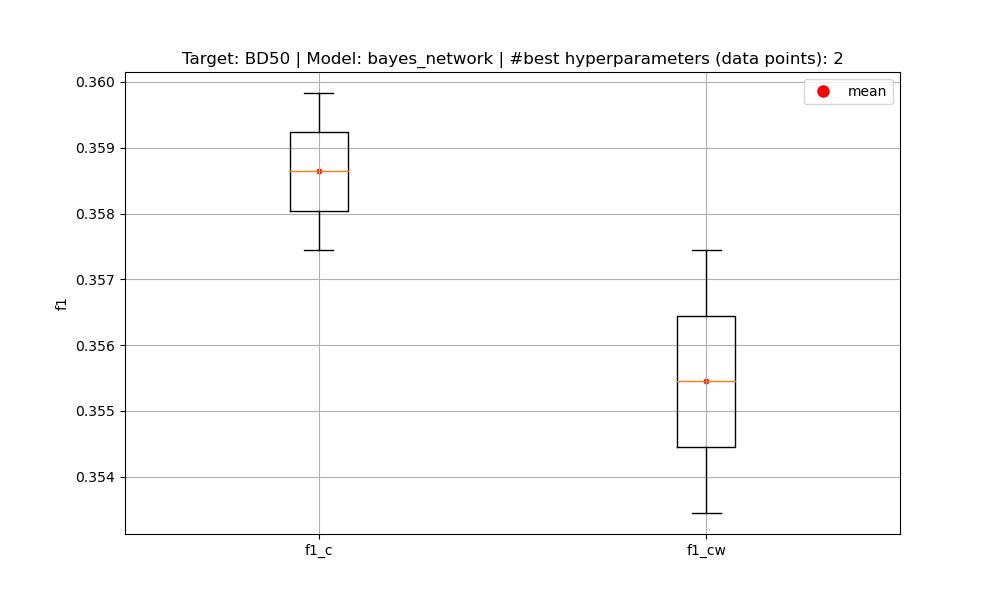 Target: BD50 | Model: bayes_network | #best hyperparameters (data points): 2
mean
f1
0.360
0.359
0.358
0.357
0.356
0.355
0.354
f1_c
f1_cw